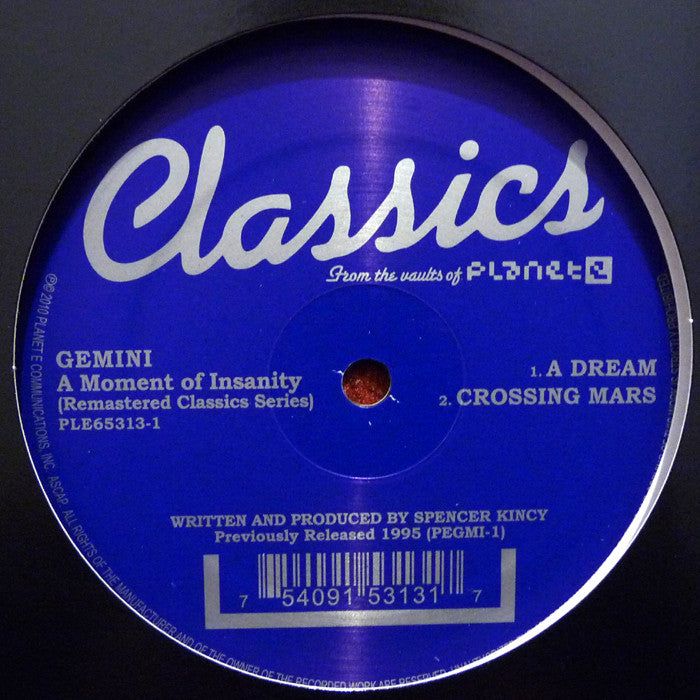 Classics
From the vaults of PLanet e
GEMINI
A Moment of Insanity
(Remastered Classics Series)
PLE65313-1
1. A DREAM
2. CROSSING MARS
WRITTEN AND PRODUCED BY SPENCER KINCY
Previously Released 1995 (PEGMI-1)
7 54091 53131 7
℗© 2010 PLANET E COMMUNICATIONS, INC. ASCAP. ALL RIGHTS OF THE MANUFACTURER AND OF THE OWNER OF THE RECORDED WORK ARE RESERVED.
PROHIBITED